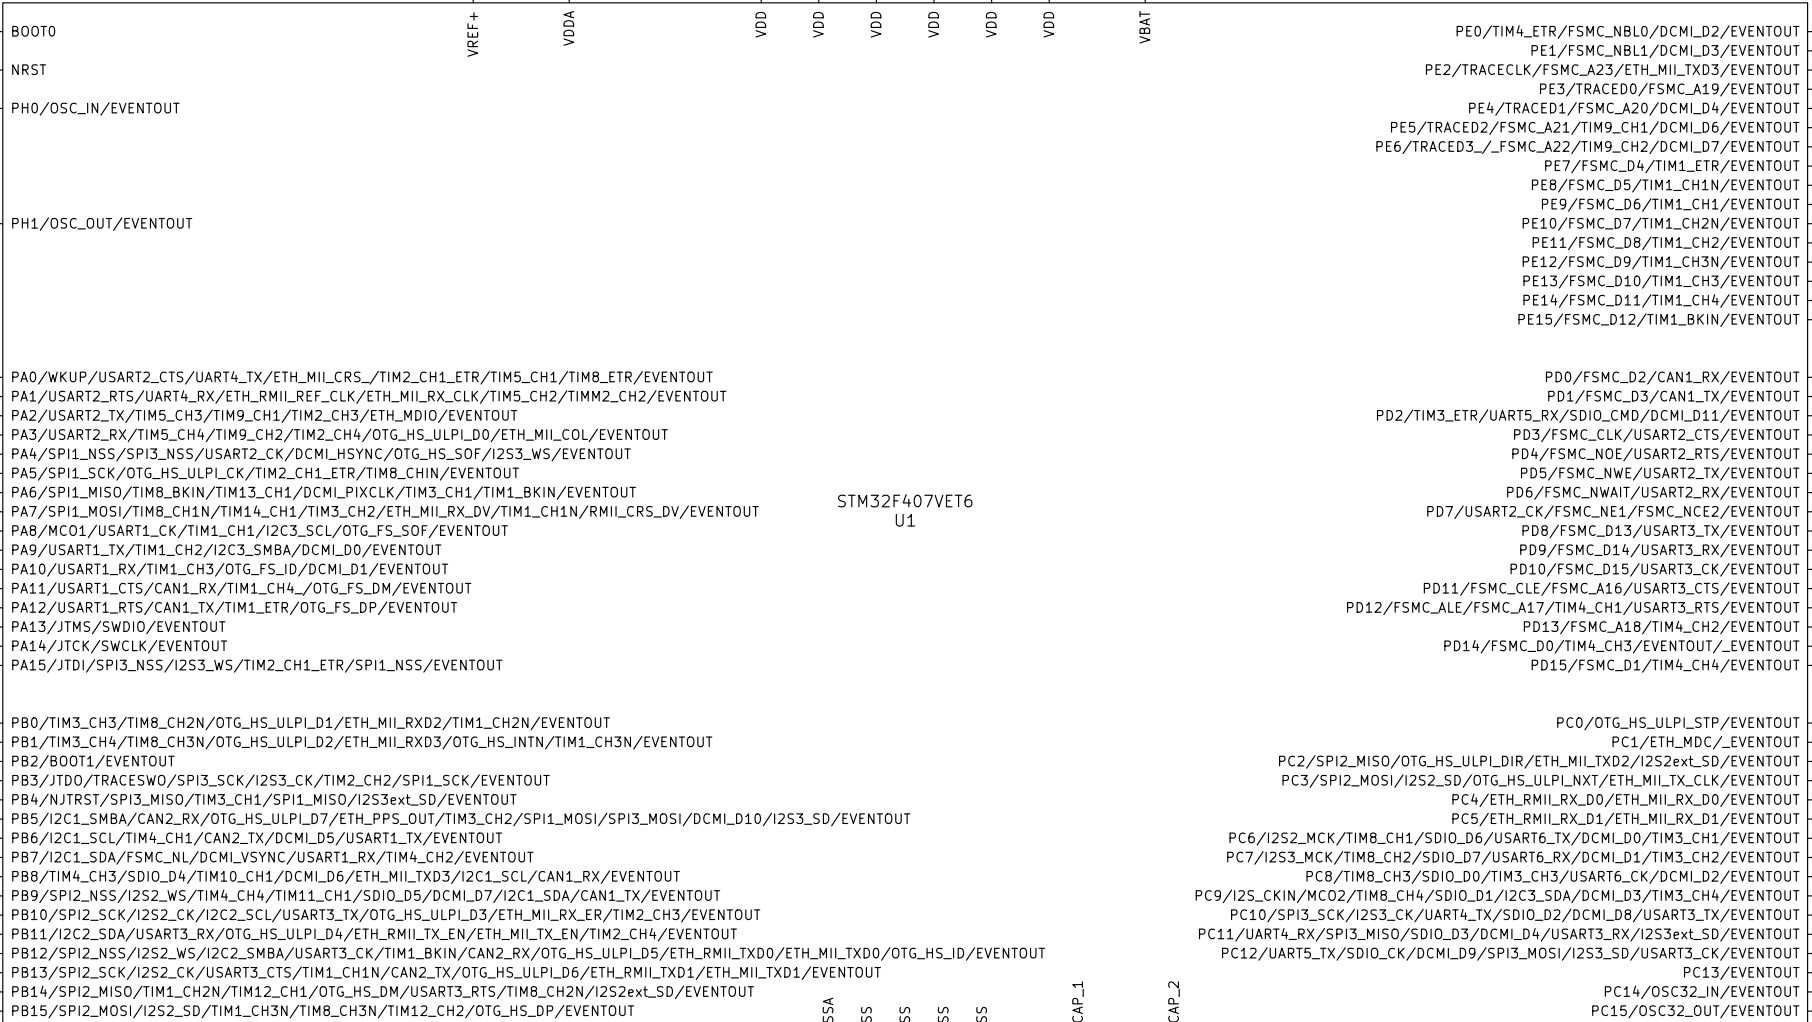 VREF+
VDDA
VDD
VDD
VDD
VDD
VDD
VDD
VBAT
BOOT0
NRST
PH0/OSC_IN/EVENTOUT
PH1/OSC_OUT/EVENTOUT
PE0/TIM4_ETR/FSMC_NBL0/DCMI_D2/EVENTOUT
PE1/FSMC_NBL1/DCMI_D3/EVENTOUT
PE2/TRACECLK/FSMC_A23/ETH_MII_TXD3/EVENTOUT
PE3/TRACED0/FSMC_A19/EVENTOUT
PE4/TRACED1/FSMC_A20/DCMI_D4/EVENTOUT
PE5/TRACED2/FSMC_A21/TIM9_CH1/DCMI_D6/EVENTOUT
PE6/TRACED3_/_FSMC_A22/TIM9_CH2/DCMI_D7/EVENTOUT
PE7/FSMC_D4/TIM1_ETR/EVENTOUT
PE8/FSMC_D5/TIM1_CH1N/EVENTOUT
PE9/FSMC_D6/TIM1_CH1/EVENTOUT
PE10/FSMC_D7/TIM1_CH2N/EVENTOUT
PE11/FSMC_D8/TIM1_CH2/EVENTOUT
PE12/FSMC_D9/TIM1_CH3N/EVENTOUT
PE13/FSMC_D10/TIM1_CH3/EVENTOUT
PE14/FSMC_D11/TIM1_CH4/EVENTOUT
PE15/FSMC_D12/TIM1_BKIN/EVENTOUT
PA0/WKUP/USART2_CTS/UART4_TX/ETH_MII_CRS_/TIM2_CH1_ETR/TIM5_CH1/TIM8_ETR/EVENTOUT
PA1/USART2_RTS/UART4_RX/ETH_RMII_REF_CLK/ETH_MII_RX_CLK/TIM5_CH2/TIMM2_CH2/EVENTOUT
PA2/USART2_TX/TIM5_CH3/TIM9_CH1/TIM2_CH3/ETH_MDIO/EVENTOUT
PA3/USART2_RX/TIM5_CH4/TIM9_CH2/TIM2_CH4/OTG_HS_ULPI_D0/ETH_MII_COL/EVENTOUT
PA4/SPI1_NSS/SPI3_NSS/USART2_CK/DCMI_HSYNC/OTG_HS_SOF/I2S3_WS/EVENTOUT
PA5/SPI1_SCK/OTG_HS_ULPI_CK/TIM2_CH1_ETR/TIM8_CHIN/EVENTOUT
PA6/SPI1_MISO/TIM8_BKIN/TIM13_CH1/DCMI_PIXCLK/TIM3_CH1/TIM1_BKIN/EVENTOUT
PA7/SPI1_MOSI/TIM8_CH1N/TIM14_CH1/TIM3_CH2/ETH_MII_RX_DV/TIM1_CH1N/RMII_CRS_DV/EVENTOUT
PA8/MCO1/USART1_CK/TIM1_CH1/I2C3_SCL/OTG_FS_SOF/EVENTOUT
PA9/USART1_TX/TIM1_CH2/I2C3_SMBA/DCMI_D0/EVENTOUT
PA10/USART1_RX/TIM1_CH3/OTG_FS_ID/DCMI_D1/EVENTOUT
PA11/USART1_CTS/CAN1_RX/TIM1_CH4_/OTG_FS_DM/EVENTOUT
PA12/USART1_RTS/CAN1_TX/TIM1_ETR/OTG_FS_DP/EVENTOUT
PA13/JTMS/SWDIO/EVENTOUT
PA14/JTCK/SWCLK/EVENTOUT
PA15/JTDI/SPI3_NSS/I2S3_WS/TIM2_CH1_ETR/SPI1_NSS/EVENTOUT
STM32F407VET6
U1
PD0/FSMC_D2/CAN1_RX/EVENTOUT
PD1/FSMC_D3/CAN1_TX/EVENTOUT
PD2/TIM3_ETR/UART5_RX/SDIO_CMD/DCMI_D11/EVENTOUT
PD3/FSMC_CLK/USART2_CTS/EVENTOUT
PD4/FSMC_NOE/USART2_RTS/EVENTOUT
PD5/FSMC_NWE/USART2_TX/EVENTOUT
PD6/FSMC_NWAIT/USART2_RX/EVENTOUT
PD7/USART2_CK/FSMC_NE1/FSMC_NCE2/EVENTOUT
PD8/FSMC_D13/USART3_TX/EVENTOUT
PD9/FSMC_D14/USART3_RX/EVENTOUT
PD10/FSMC_D15/USART3_CK/EVENTOUT
PD11/FSMC_CLE/FSMC_A16/USART3_CTS/EVENTOUT
PD12/FSMC_ALE/FSMC_A17/TIM4_CH1/USART3_RTS/EVENTOUT
PD13/FSMC_A18/TIM4_CH2/EVENTOUT
PD14/FSMC_D0/TIM4_CH3/EVENTOUT/_EVENTOUT
PD15/FSMC_D1/TIM4_CH4/EVENTOUT
PB0/TIM3_CH3/TIM8_CH2N/OTG_HS_ULPI_D1/ETH_MII_RXD2/TIM1_CH2N/EVENTOUT
PB1/TIM3_CH4/TIM8_CH3N/OTG_HS_ULPI_D2/ETH_MII_RXD3/OTG_HS_INTN/TIM1_CH3N/EVENTOUT
PB2/BOOT1/EVENTOUT
PB3/JTDO/TRACESWO/SPI3_SCK/I2S3_CK/TIM2_CH2/SPI1_SCK/EVENTOUT
PB4/NJTRST/SPI3_MISO/TIM3_CH1/SPI1_MISO/I2S3ext_SD/EVENTOUT
PB5/I2C1_SMBA/CAN2_RX/OTG_HS_ULPI_D7/ETH_PPS_OUT/TIM3_CH2/SPI1_MOSI/SPI3_MOSI/DCMI_D10/I2S3_SD/EVENTOUT
PB6/I2C1_SCL/TIM4_CH1/CAN2_TX/DCMI_D5/USART1_TX/EVENTOUT
PB7/I2C1_SDA/FSMC_NL/DCMI_VSYNC/USART1_RX/TIM4_CH2/EVENTOUT
PB8/TIM4_CH3/SDIO_D4/TIM10_CH1/DCMI_D6/ETH_MII_TXD3/I2C1_SCL/CAN1_RX/EVENTOUT
PB9/SPI2_NSS/I2S2_WS/TIM4_CH4/TIM11_CH1/SDIO_D5/DCMI_D7/I2C1_SDA/CAN1_TX/EVENTOUT
PB10/SPI2_SCK/I2S2_CK/I2C2_SCL/USART3_TX/OTG_HS_ULPI_D3/ETH_MII_RX_ER/TIM2_CH3/EVENTOUT
PB11/I2C2_SDA/USART3_RX/OTG_HS_ULPI_D4/ETH_RMII_TX_EN/ETH_MII_TX_EN/TIM2_CH4/EVENTOUT
PB12/SPI2_NSS/I2S2_WS/I2C2_SMBA/USART3_CK/TIM1_BKIN/CAN2_RX/OTG_HS_ULPI_D5/ETH_RMII_TXD0/ETH_MII_TXD0/OTG_HS_ID/EVENTOUT
PB13/SPI2_SCK/I2S2_CK/USART3_CTS/TIM1_CH1N/CAN2_TX/OTG_HS_ULPI_D6/ETH_RMII_TXD1/ETH_MII_TXD1/EVENTOUT
PB14/SPI2_MISO/TIM1_CH2N/TIM12_CH1/OTG_HS_DM/USART3_RTS/TIM8_CH2N/I2S2ext_SD/EVENTOUT
PB15/SPI2_MOSI/I2S2_SD/TIM1_CH3N/TIM8_CH3N/TIM12_CH2/OTG_HS_DP/EVENTOUT
PC0/OTG_HS_ULPI_STP/EVENTOUT
PC1/ETH_MDC/_EVENTOUT
PC2/SPI2_MISO/OTG_HS_ULPI_DIR/ETH_MII_TXD2/I2S2ext_SD/EVENTOUT
PC3/SPI2_MOSI/I2S2_SD/OTG_HS_ULPI_NXT/ETH_MII_TX_CLK/EVENTOUT
PC4/ETH_RMII_RX_D0/ETH_MII_RX_D0/EVENTOUT
PC5/ETH_RMII_RX_D1/ETH_MII_RX_D1/EVENTOUT
PC6/I2S2_MCK/TIM8_CH1/SDIO_D6/USART6_TX/DCMI_D0/TIM3_CH1/EVENTOUT
PC7/I2S3_MCK/TIM8_CH2/SDIO_D7/USART6_RX/DCMI_D1/TIM3_CH2/EVENTOUT
PC8/TIM8_CH3/SDIO_D0/TIM3_CH3/USART6_CK/DCMI_D2/EVENTOUT
PC9/I2S_CKIN/MCO2/TIM8_CH4/SDIO_D1/I2C3_SDA/DCMI_D3/TIM3_CH4/EVENTOUT
PC10/SPI3_SCK/I2S3_CK/UART4_TX/SDIO_D2/DCMI_D8/USART3_TX/EVENTOUT
PC11/UART4_RX/SPI3_MISO/SDIO_D3/DCMI_D4/USART3_RX/I2S3ext_SD/EVENTOUT
PC12/UART5_TX/SDIO_CK/DCMI_D9/SPI3_MOSI/I2S3_SD/USART3_CK/EVENTOUT
PC13/EVENTOUT
PC14/OSC32_IN/EVENTOUT
PC15/OSC32_OUT/EVENTOUT
SSA
SS
SS
SS
SS
CAP_1
CAP_2